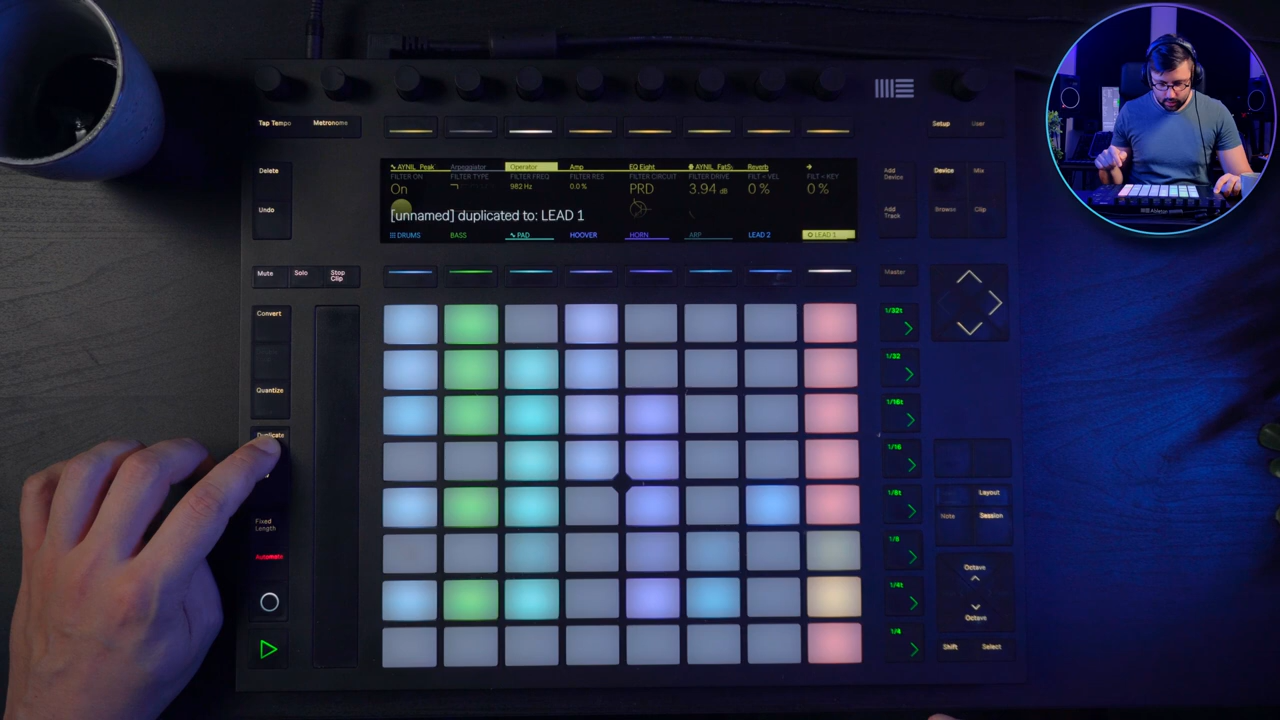 Tap Tempo Metronome
Setup User
Delete
Undo
AYNIL_Peak Arpeggiator Operator Amp EQ Eight AYNIL_FatS: Reverb
FILTER ON FILTER TYPE FILTER FREQ FILTER RES FILTER CIRCUIT FILTER DRIVE FILT < VEL FILT < KEY
On 982 Hz 0.0 % PRD 3.94 dB 0 % 0 %
[unnamed] duplicated to: LEAD 1
DRUMS BASS PAD HOOVER HORN ARP LEAD 2 LEAD 1
Add
Device
Device Mix
Add
Track
Browse Clip
Mute Solo Stop
Clip
Master
Convert
Quantize
Duplicate
Fixed
Length
Automate
1/32t
1/32
1/16t
1/16
1/8t
1/8
1/4t
1/4
Layout
Note Session
Octave
Octave
Shift Select